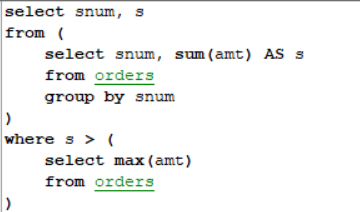 select snum, s
from (
    select snum, sum(amt) AS s
    from orders
    group by snum
)
where s > (
    select max(amt)
    from orders
)